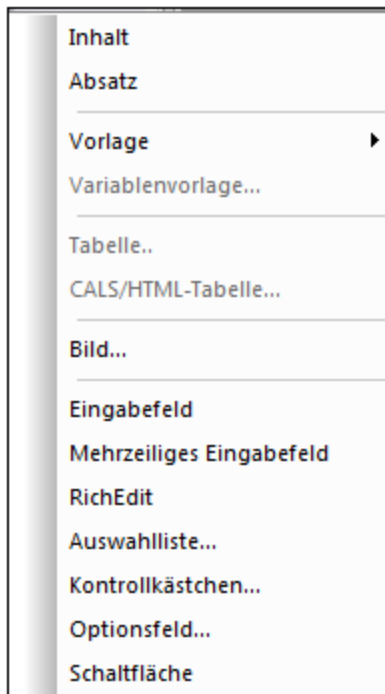 Inhalt
Absatz
Vorlage
Variablenvorlage...
Tabelle..
CALS/HTML-Tabelle...
Bild...
Eingabefeld
Mehrzeiliges Eingabefeld
RichEdit
Auswahlliste...
Kontrollkästchen...
Optionsfeld...
Schaltfläche